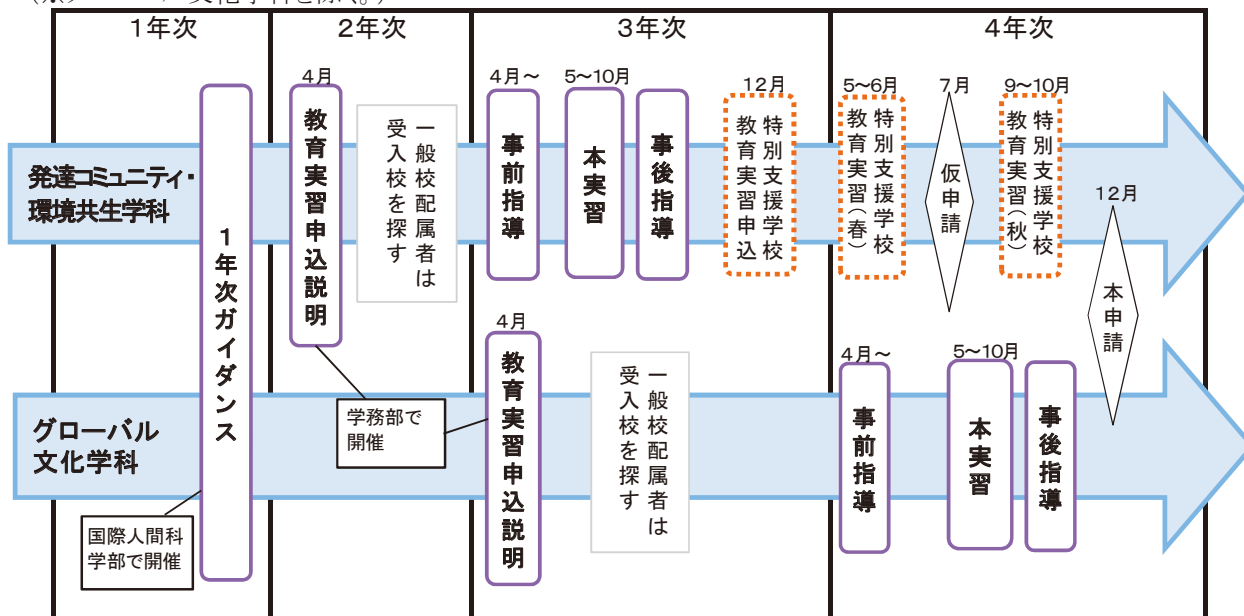 1年次
2年次
3年次
4年次
発達コミュニティ・
環境共生学科
1年次ガイダンス
4月
教育実習申込説明
一般校配属者は
受入校を探す
4月~
事前指導
5~10月
本実習
事後指導
12月
特別支援学校
教育実習申込
5~6月
特別支援学校
教育実習(春)
7月
仮申請
9~10月
特別支援学校
教育実習(秋)
12月
本申請
グローバル
文化学科
国際人間科
学部で開催
学務部で
開催
4月
教育実習申込説明
一般校配属者は
受入校を探す
4月~
事前指導
5~10月
本実習
事後指導